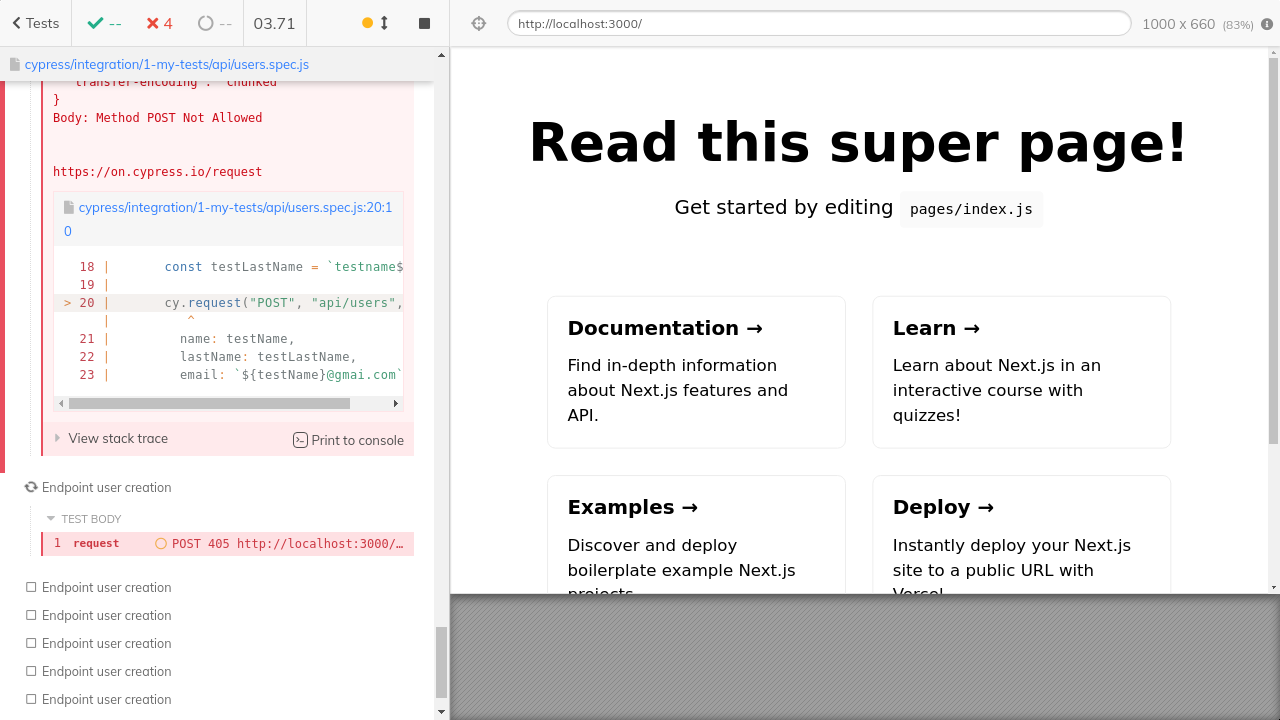 Tests
--
4
--
03.71
http://localhost:3000/
1000 x 660 (83%)
cypress/integration/1-my-tests/api/users.spec.js
"transfer-encoding": "chunked"
}
Body: Method POST Not Allowed
https://on.cypress.io/request
cypress/integration/1-my-tests/api/users.spec.js:20:1
0
18 | const testLastName = `testname$
19 |
> 20 | cy.request("POST", "api/users",
| ^
21 | name: testName,
22 | lastName: testLastName,
23 | email: `${testName}@gmai.com`
View stack trace
Print to console
Endpoint user creation
TEST BODY
1 request POST 405 http://localhost:3000/…
Endpoint user creation
Endpoint user creation
Endpoint user creation
Endpoint user creation
Endpoint user creation
Read this super page!
Get started by editing pages/index.js
Documentation →
Find in-depth information
about Next.js features and
API.
Learn →
Learn about Next.js in an
interactive course with
quizzes!
Examples →
Discover and deploy
boilerplate example Next.js
projects.
Deploy →
Instantly deploy your Next.js
site to a public URL with
Vercel.